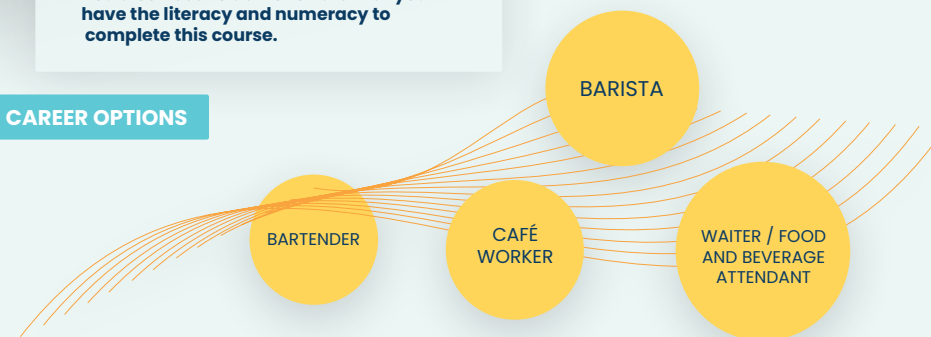 have the literacy and numeracy to
complete this course.
CAREER OPTIONS
BARISTA
BARTENDER
CAFÉ
WORKER
WAITER / FOOD
AND BEVERAGE
ATTENDANT